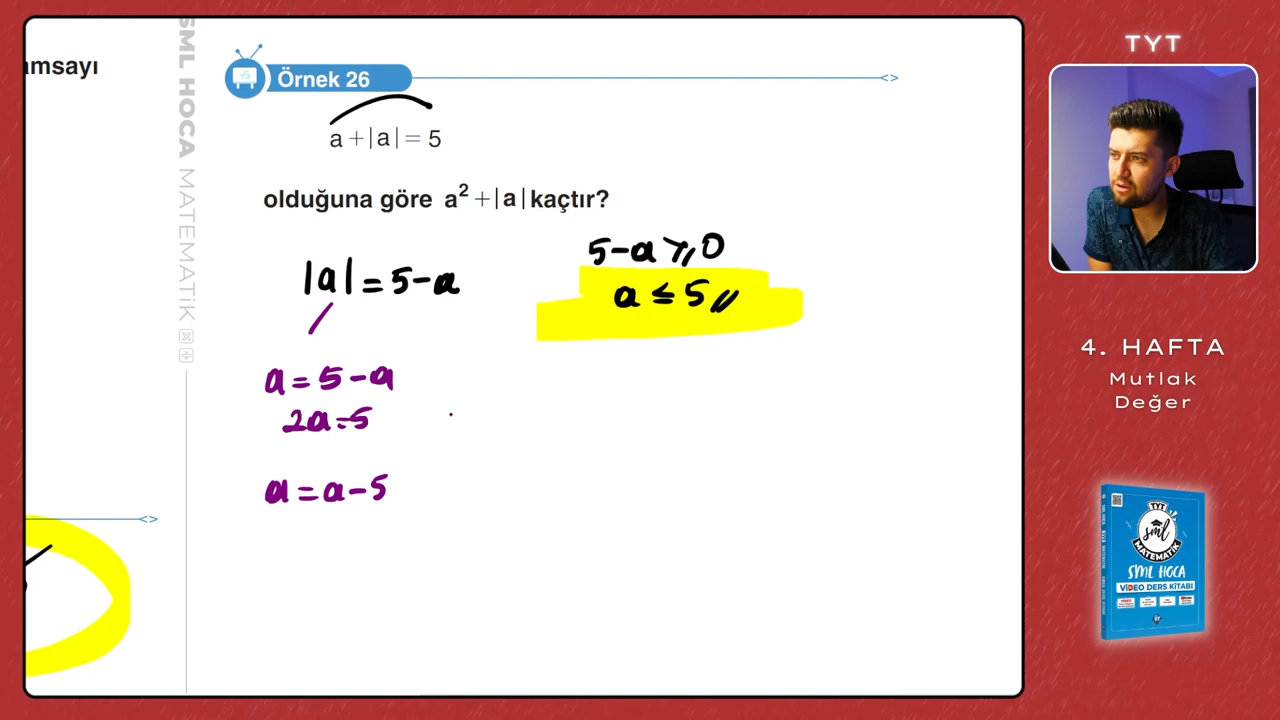 amsayı
SML HOCA MATEMATİK
Örnek 26
a + |a| = 5
olduğuna göre a² + |a| kaçtır?
|a| = 5 - a
5 - a ≥ 0
a ≤ 5
a = 5 - a
2a = 5
a = a - 5
TYT
4. HAFTA
Mutlak
Değer
TYT
sml
MATEMATİK
SML HOCA
VİDEO DERS KİTABI